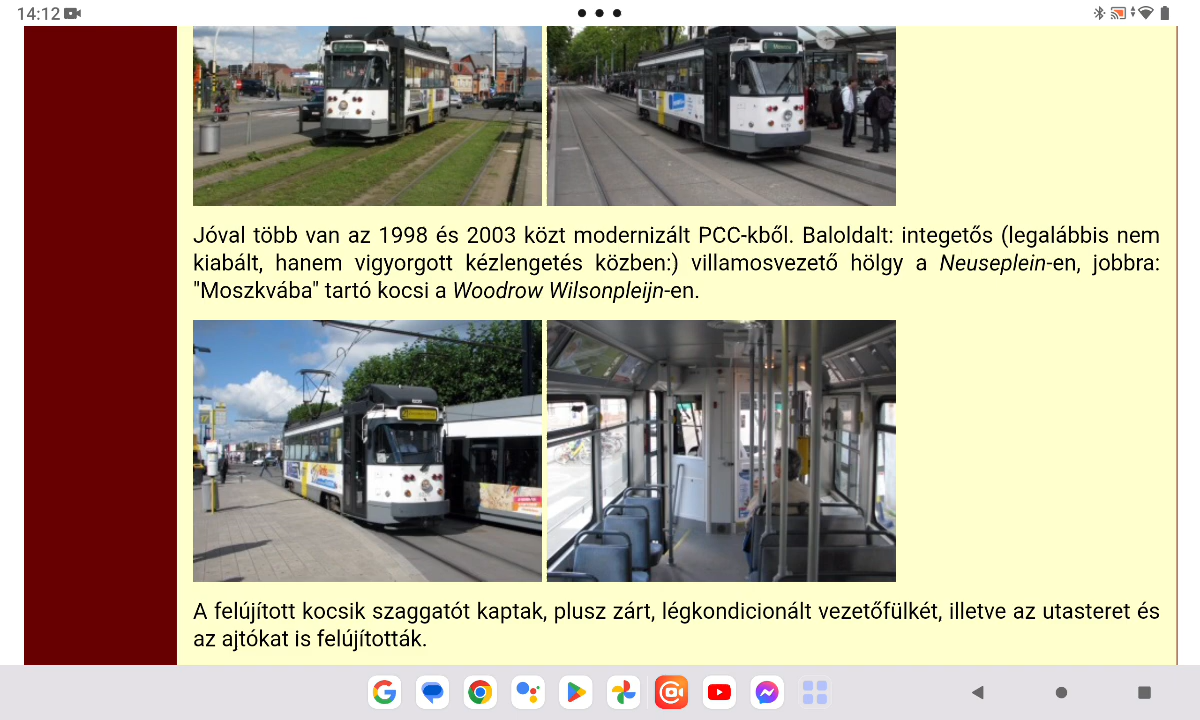 14:12
Jóval több van az 1998 és 2003 közt modernizált PCC-kből. Baloldalt: integetős (legalábbis nem
kiabált, hanem vigyorgott kézlengetés közben:) villamosvezető hölgy a Neuseplein-en, jobbra:
"Moszkvába" tartó kocsi a Woodrow Wilsonpleijn-en.
A felújított kocsik szaggatót kaptak, plusz zárt, légkondicionált vezetőfülkét, illetve az utasteret és
az ajtókat is felújították.